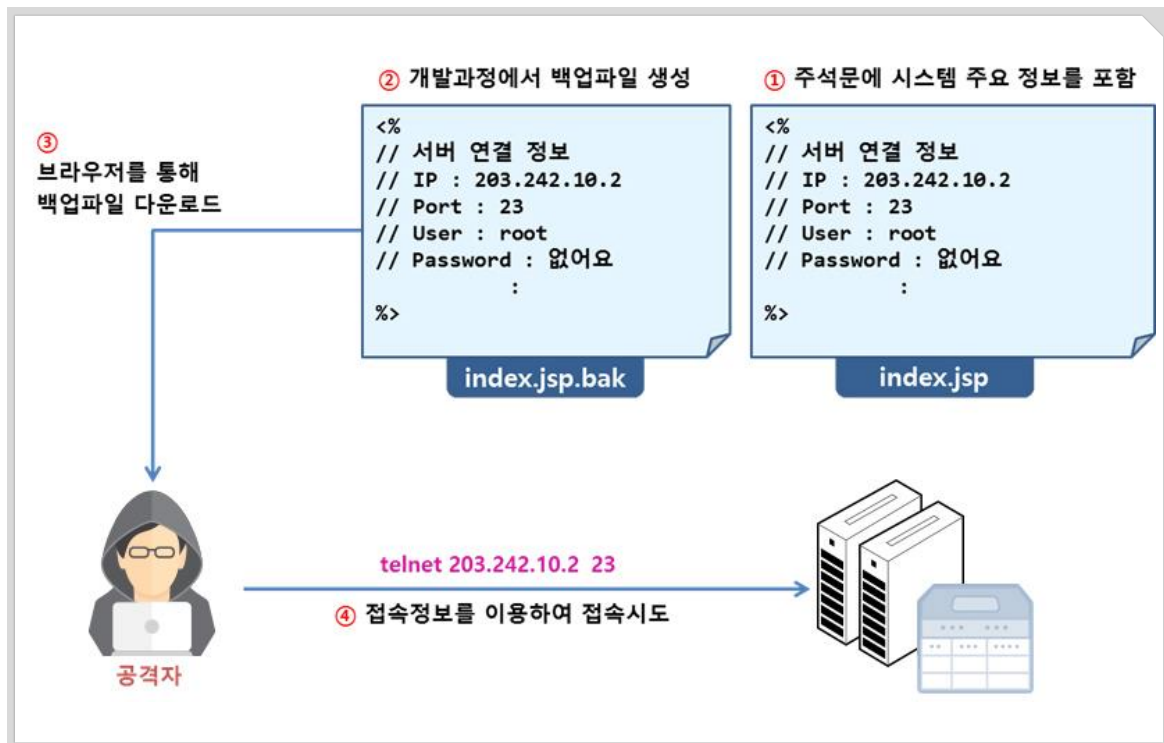 ① 주석문에 시스템 주요 정보를 포함
<%
// 서버 연결 정보
// IP : 203.242.10.2
// Port : 23
// User : root
// Password : 없어요
:
%>
index.jsp
② 개발과정에서 백업파일 생성
<%
// 서버 연결 정보
// IP : 203.242.10.2
// Port : 23
// User : root
// Password : 없어요
:
%>
index.jsp.bak
③
브라우저를 통해
백업파일 다운로드
공격자
telnet 203.242.10.2 23
④ 접속정보를 이용하여 접속시도